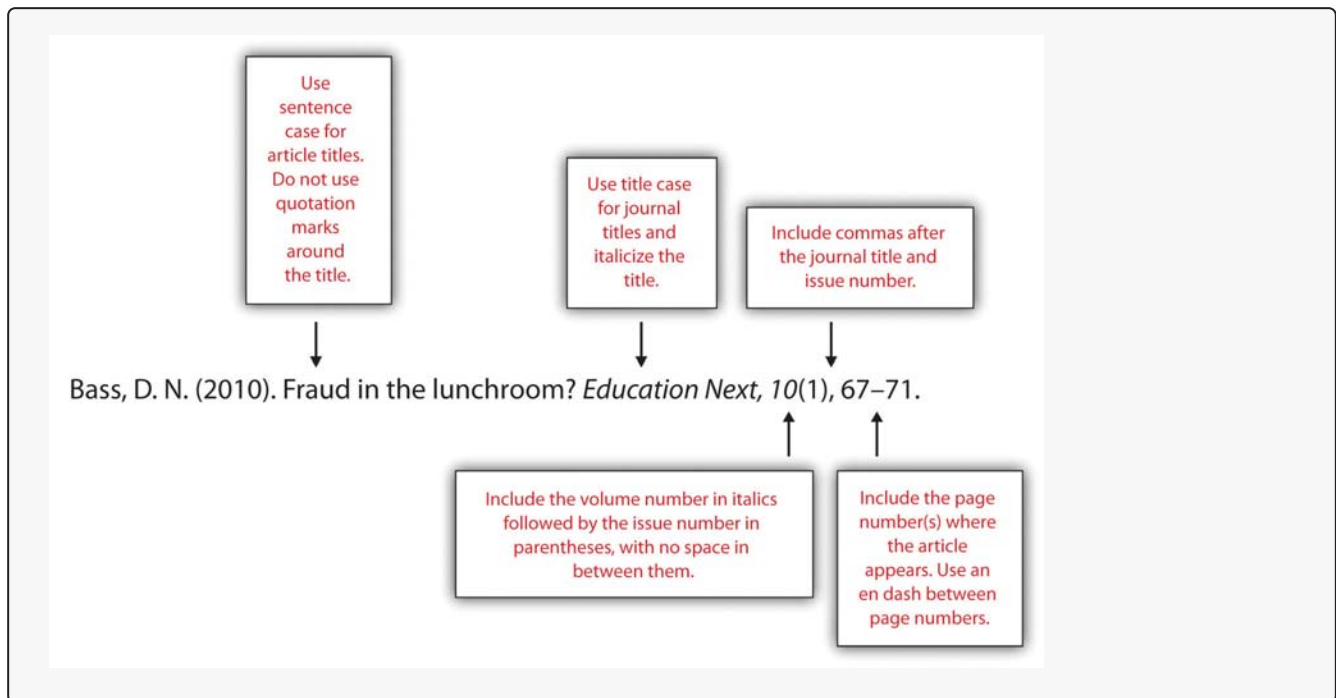 Use
sentence
case for
article titles.
Do not use
quotation
marks
around
the title.
Use title case
for journal
titles and
italicize the
title.
Include commas after
the journal title and
issue number.
Bass, D. N. (2010). Fraud in the lunchroom? Education Next, 10(1), 67–71.
Include the volume number in italics
followed by the issue number in
parentheses, with no space in
between them.
Include the page
number(s) where
the article
appears. Use an
en dash between
page numbers.